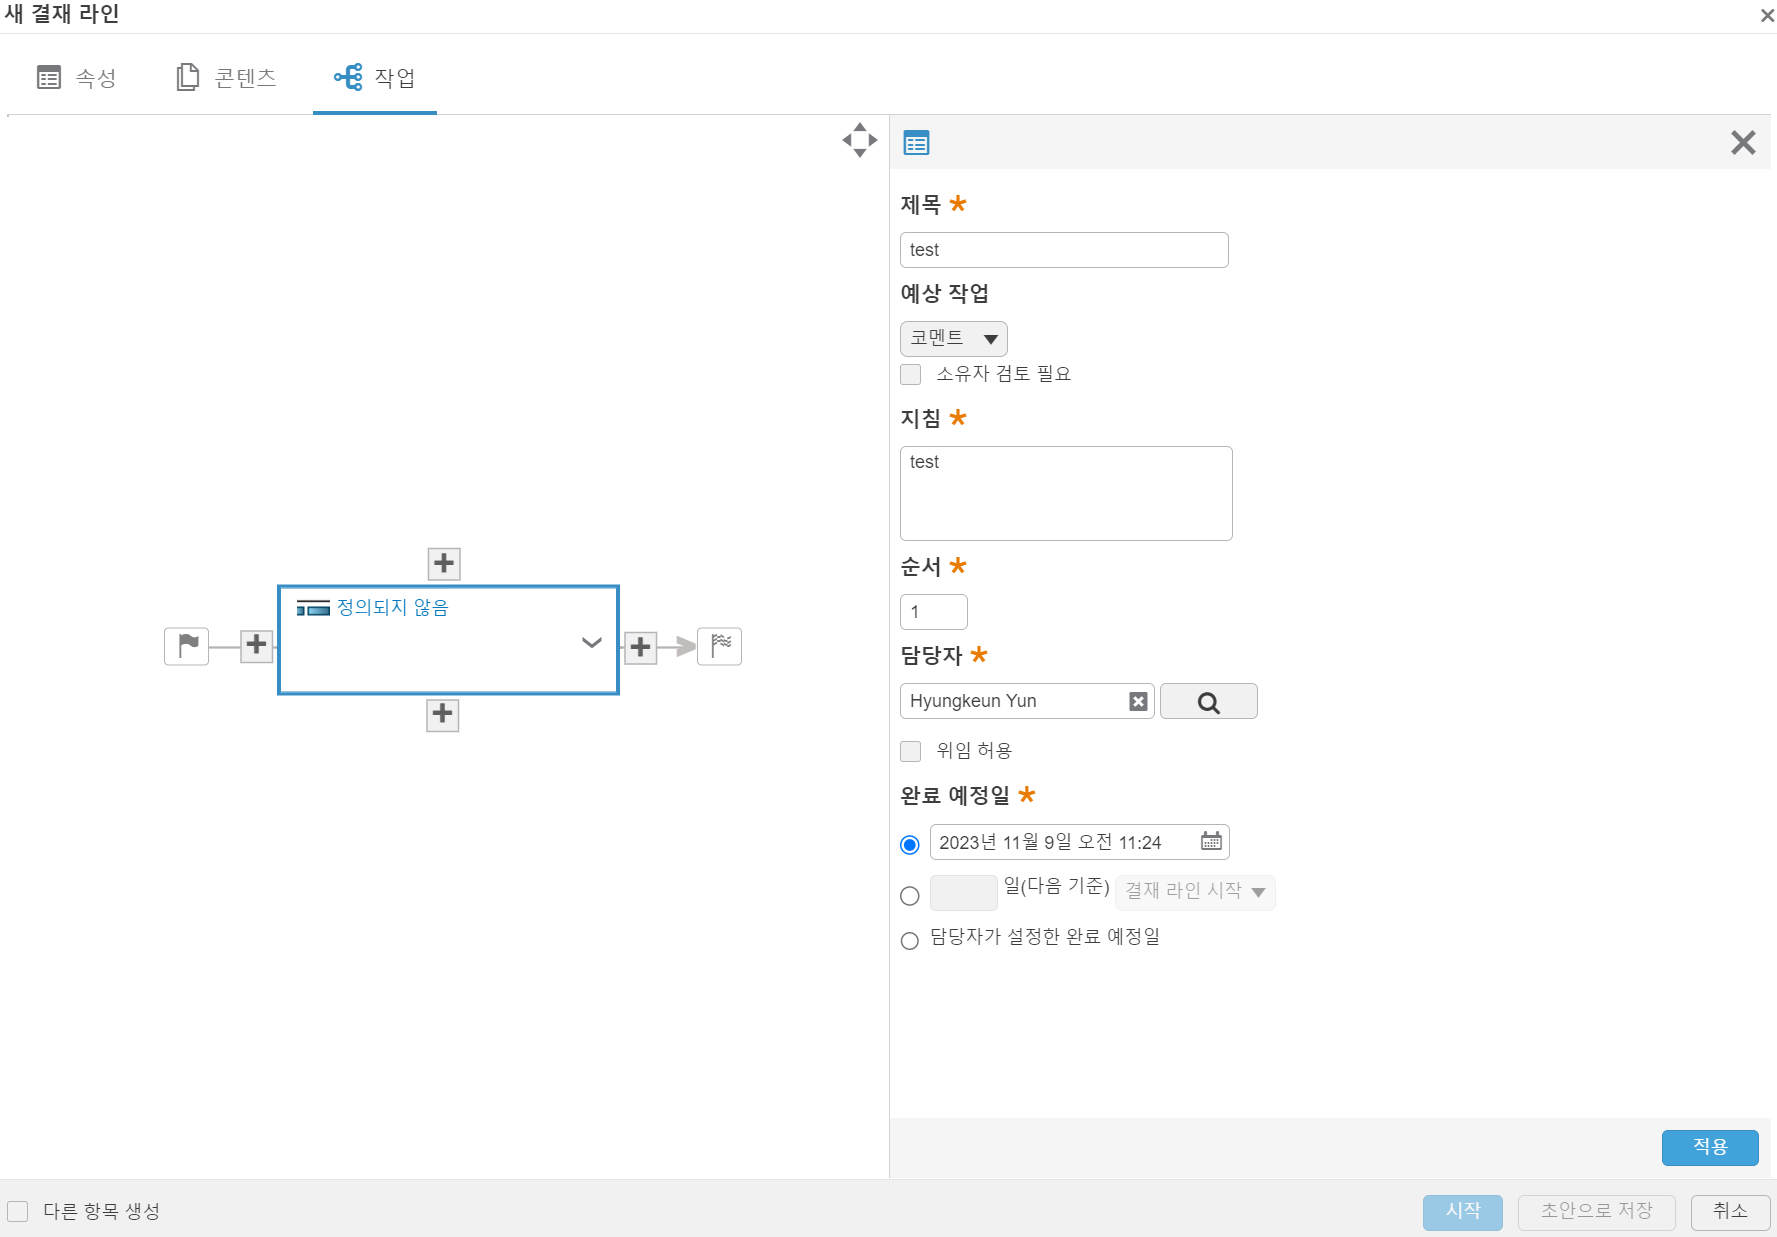 새 결재 라인
속성
콘텐츠
작업
정의되지 않음
제목 *
test
예상 작업
코멘트
소유자 검토 필요
지침 *
test
순서 *
1
담당자 *
Hyungkeun Yun
위임 허용
완료 예정일 *
2023년 11월 9일 오전 11:24
일(다음 기준) 결재 라인 시작
담당자가 설정한 완료 예정일
적용
다른 항목 생성
시작
초안으로 저장
취소